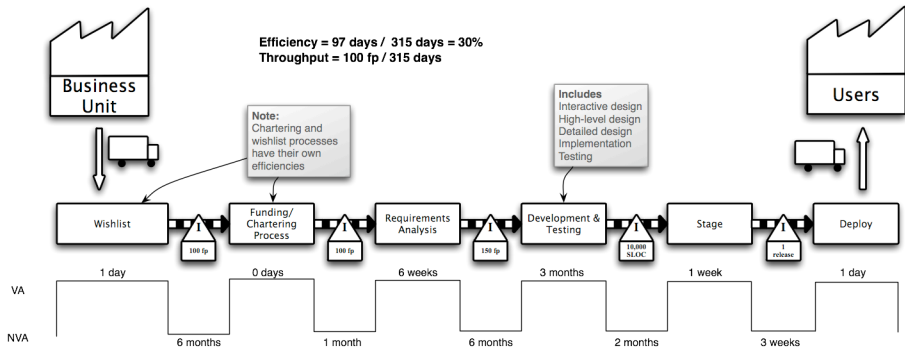 Efficiency = 97 days / 315 days = 30%
Throughput = 100 fp / 315 days
Business
Unit
Users
Note:
Chartering and
wishlist processes
have their own
efficiencies
Includes
Interactive design
High-level design
Detailed design
Implementation
Testing
Wishlist
I
100 fp
Funding/
Chartering
Process
I
100 fp
Requirements
Analysis
I
150 fp
Development &
Testing
I
10,000
SLOC
Stage
I
1
release
Deploy
VA
1 day
0 days
6 weeks
3 months
1 week
1 day
NVA
6 months
1 month
6 months
2 months
3 weeks